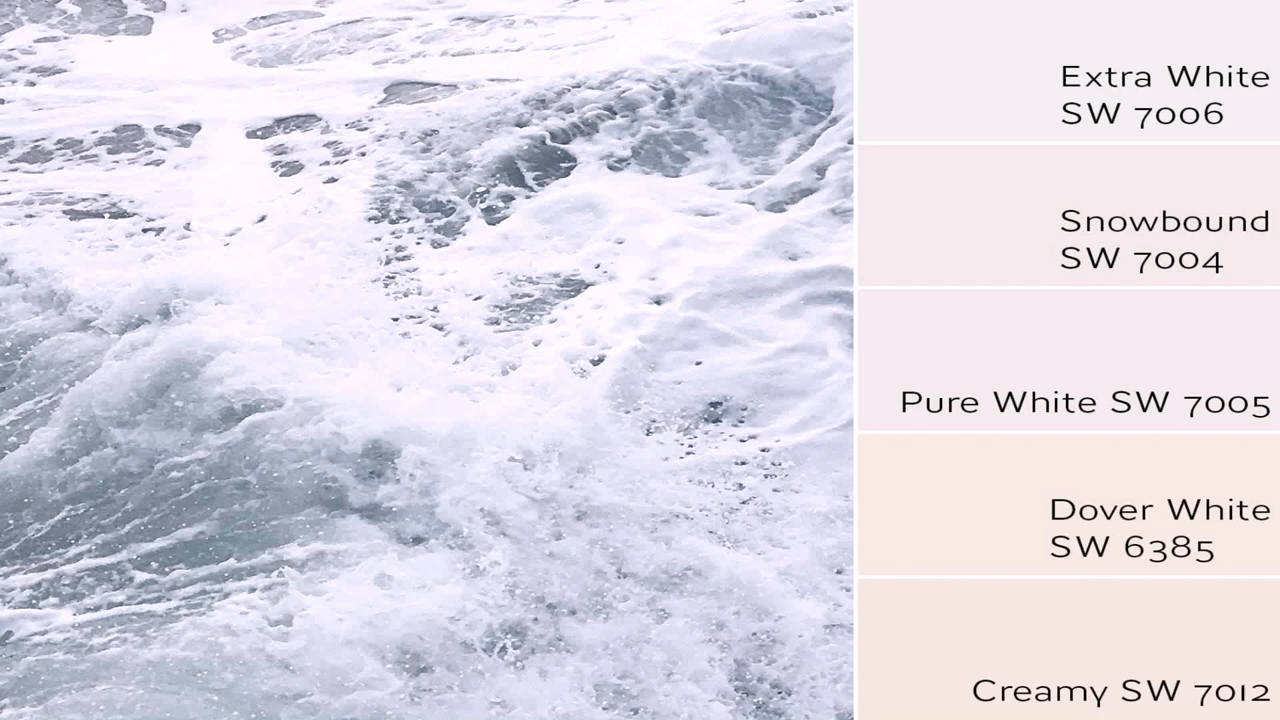 Extra White
SW 7006
Snowbound
SW 7004
Pure White SW 7005
Dover White
SW 6385
Creamy SW 7012